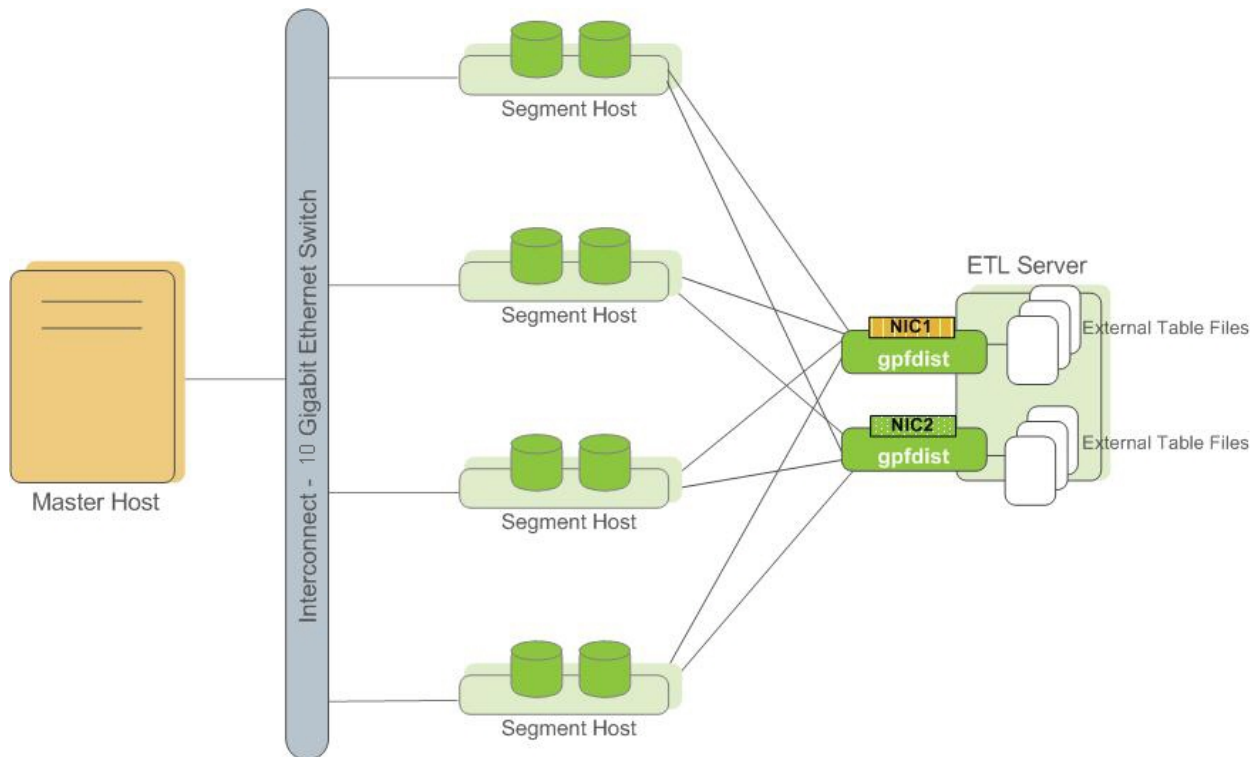 Master Host
Interconnect - 10 Gigabit Ethernet Switch
Segment Host
Segment Host
Segment Host
Segment Host
ETL Server
NIC1
gpfdist
External Table Files
NIC2
gpfdist
External Table Files